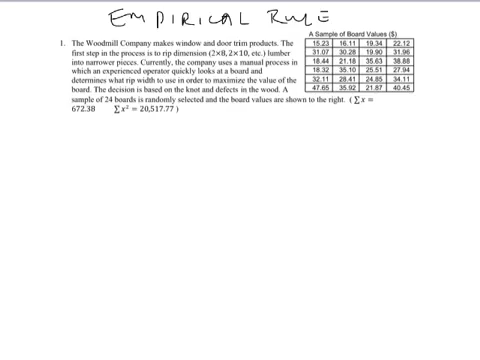 EMPIRICAL RULE
A Sample of Board Values ($)
1. The Woodmill Company makes window and door trim products. The
first step in the process is to rip dimension (2×8, 2×10, etc.) lumber
into narrower pieces. Currently, the company uses a manual process in
which an experienced operator quickly looks at a board and
determines what rip width to use in order to maximize the value of the
board. The decision is based on the knot and defects in the wood. A
sample of 24 boards is randomly selected and the board values are shown to the right. ( ∑x =
672.38 ∑x² = 20,517.77 )
15.23 16.11 19.34 22.12
31.07 30.28 19.90 31.96
18.44 21.18 35.63 38.88
18.32 35.10 25.51 27.94
32.11 28.41 24.85 34.11
47.65 35.92 21.87 40.45